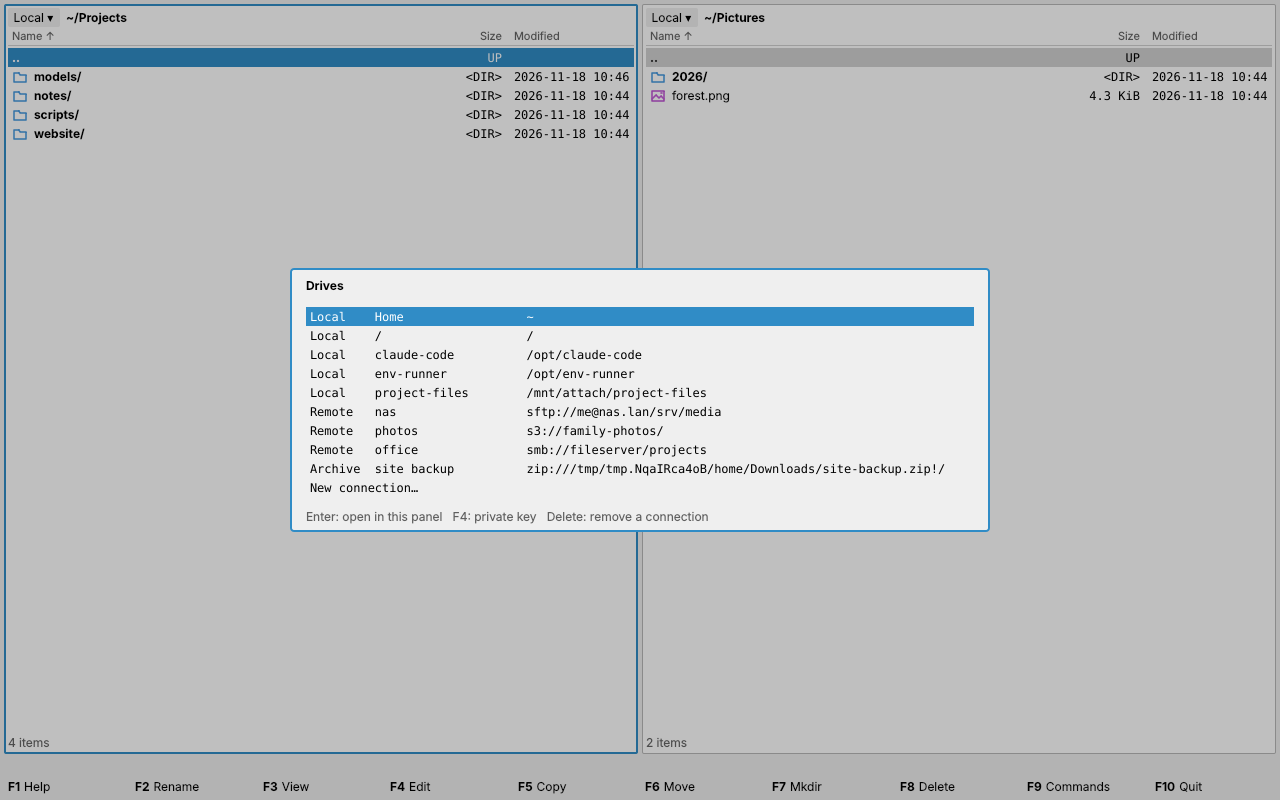 Local ▾ ~/Projects
Name ↑ Size Modified
.. UP
models/ <DIR> 2026-11-18 10:46
notes/ <DIR> 2026-11-18 10:44
scripts/ <DIR> 2026-11-18 10:44
website/ <DIR> 2026-11-18 10:44
4 items
Local ▾ ~/Pictures
Name ↑ Size Modified
.. UP
2026/ <DIR> 2026-11-18 10:44
forest.png 4.3 KiB 2026-11-18 10:44
2 items
Drives
Local Home ~
Local / /
Local claude-code /opt/claude-code
Local env-runner /opt/env-runner
Local project-files /mnt/attach/project-files
Remote nas sftp://me@nas.lan/srv/media
Remote photos s3://family-photos/
Remote office smb://fileserver/projects
Archive site backup zip:///tmp/tmp.NqaIRca4oB/home/Downloads/site-backup.zip!/
New connection…
Enter: open in this panel F4: private key Delete: remove a connection
F1 Help F2 Rename F3 View F4 Edit F5 Copy F6 Move F7 Mkdir F8 Delete F9 Commands F10 Quit